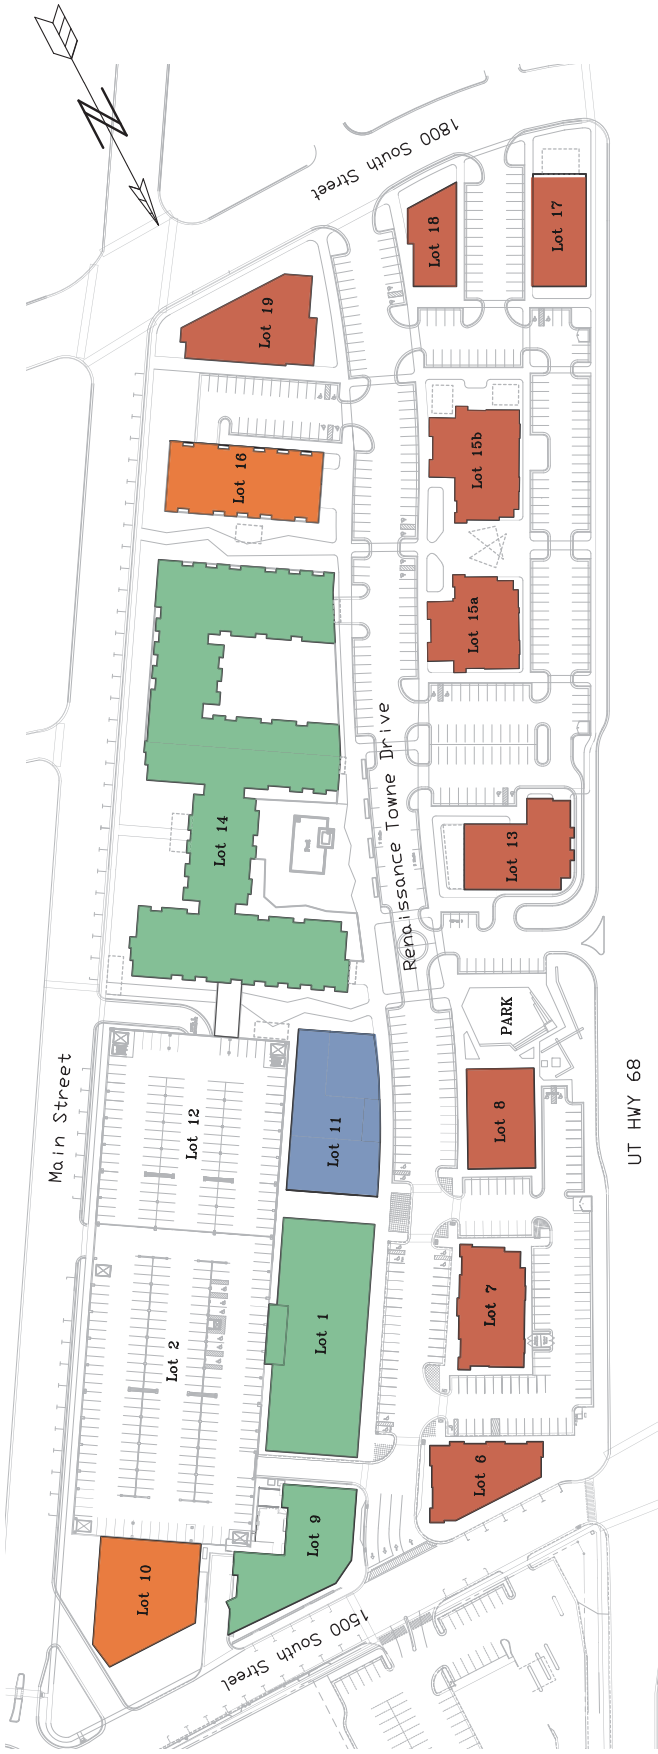 N
1800 South Street
Lot 17
Lot 18
Lot 19
Lot 15b
Lot 16
Lot 15a
Renaissance Towne Drive
Lot 14
Lot 13
PARK
Main Street
Lot 12
Lot 11
Lot 8
UT HWY 68
Lot 7
Lot 1
Lot 2
Lot 6
Lot 9
Lot 10
1500 South Street